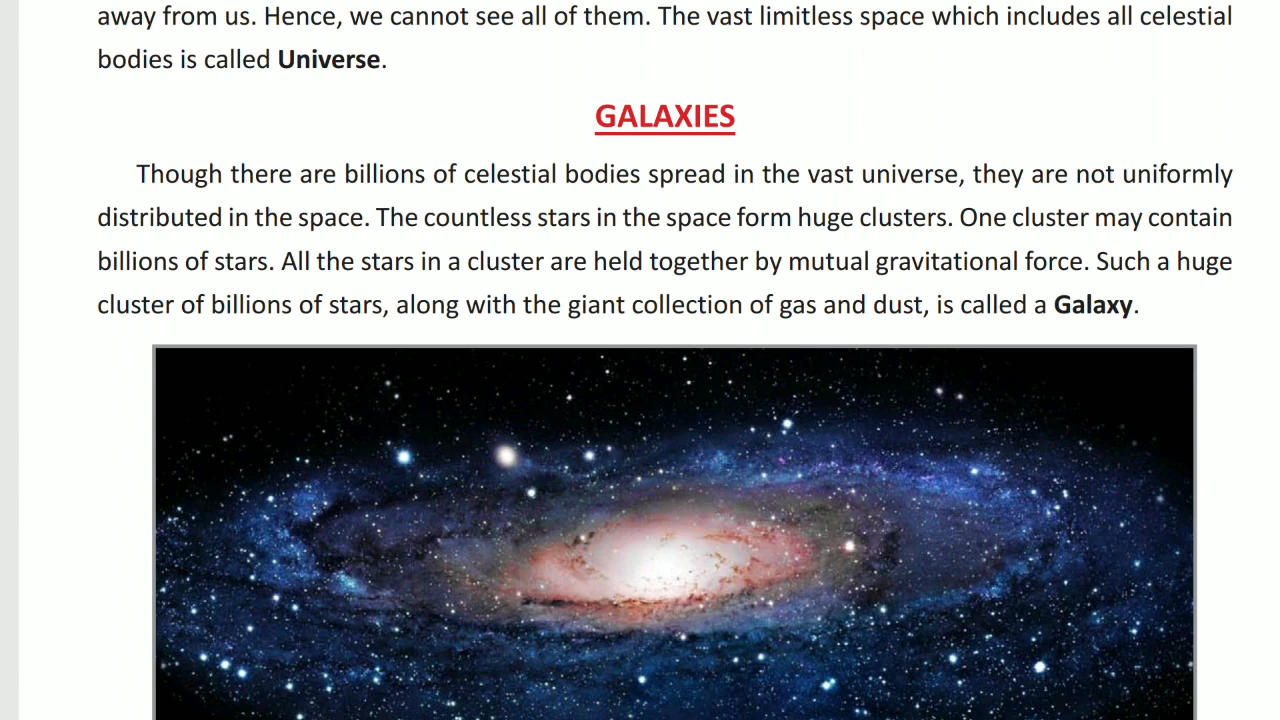 away from us. Hence, we cannot see all of them. The vast limitless space which includes all celestial
bodies is called Universe.
GALAXIES
Though there are billions of celestial bodies spread in the vast universe, they are not uniformly
distributed in the space. The countless stars in the space form huge clusters. One cluster may contain
billions of stars. All the stars in a cluster are held together by mutual gravitational force. Such a huge
cluster of billions of stars, along with the giant collection of gas and dust, is called a Galaxy.